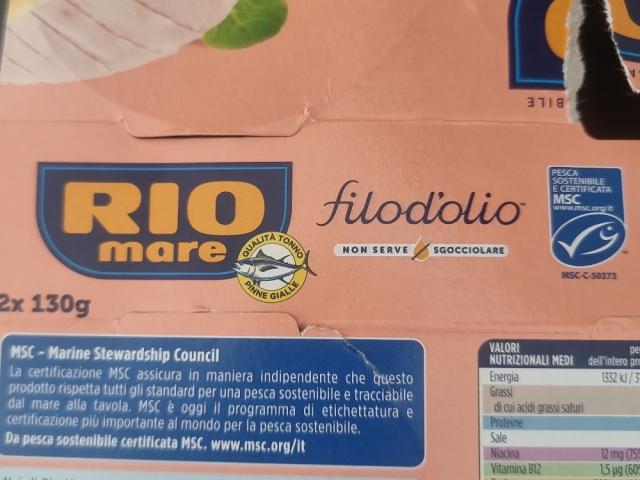 RIO
mare
QUALITÀ TONNO
PINNE GIALLE
filod'olio™
NON SERVE SGOCCIOLARE
PESCA
SOSTENIBILE
E CERTIFICATA
MSC
www.msc.org/it
MSC-C-50373
2x 130g
MSC – Marine Stewardship Council
La certificazione MSC assicura in maniera indipendente che questo
prodotto rispetta tutti gli standard per una pesca sostenibile e tracciabile
dal mare alla tavola. MSC è oggi il programma di etichettatura e
certificazione più importante al mondo per la pesca sostenibile.
Da pesca sostenibile certificata MSC. www.msc.org/it
VALORI
NUTRIZIONALI MEDI dell'intero
Energia 1332 kJ
Grassi
di cui acidi grassi saturi
Proteine
Sale
Niacina 12 mg
Vitamina B12 1,5 µg